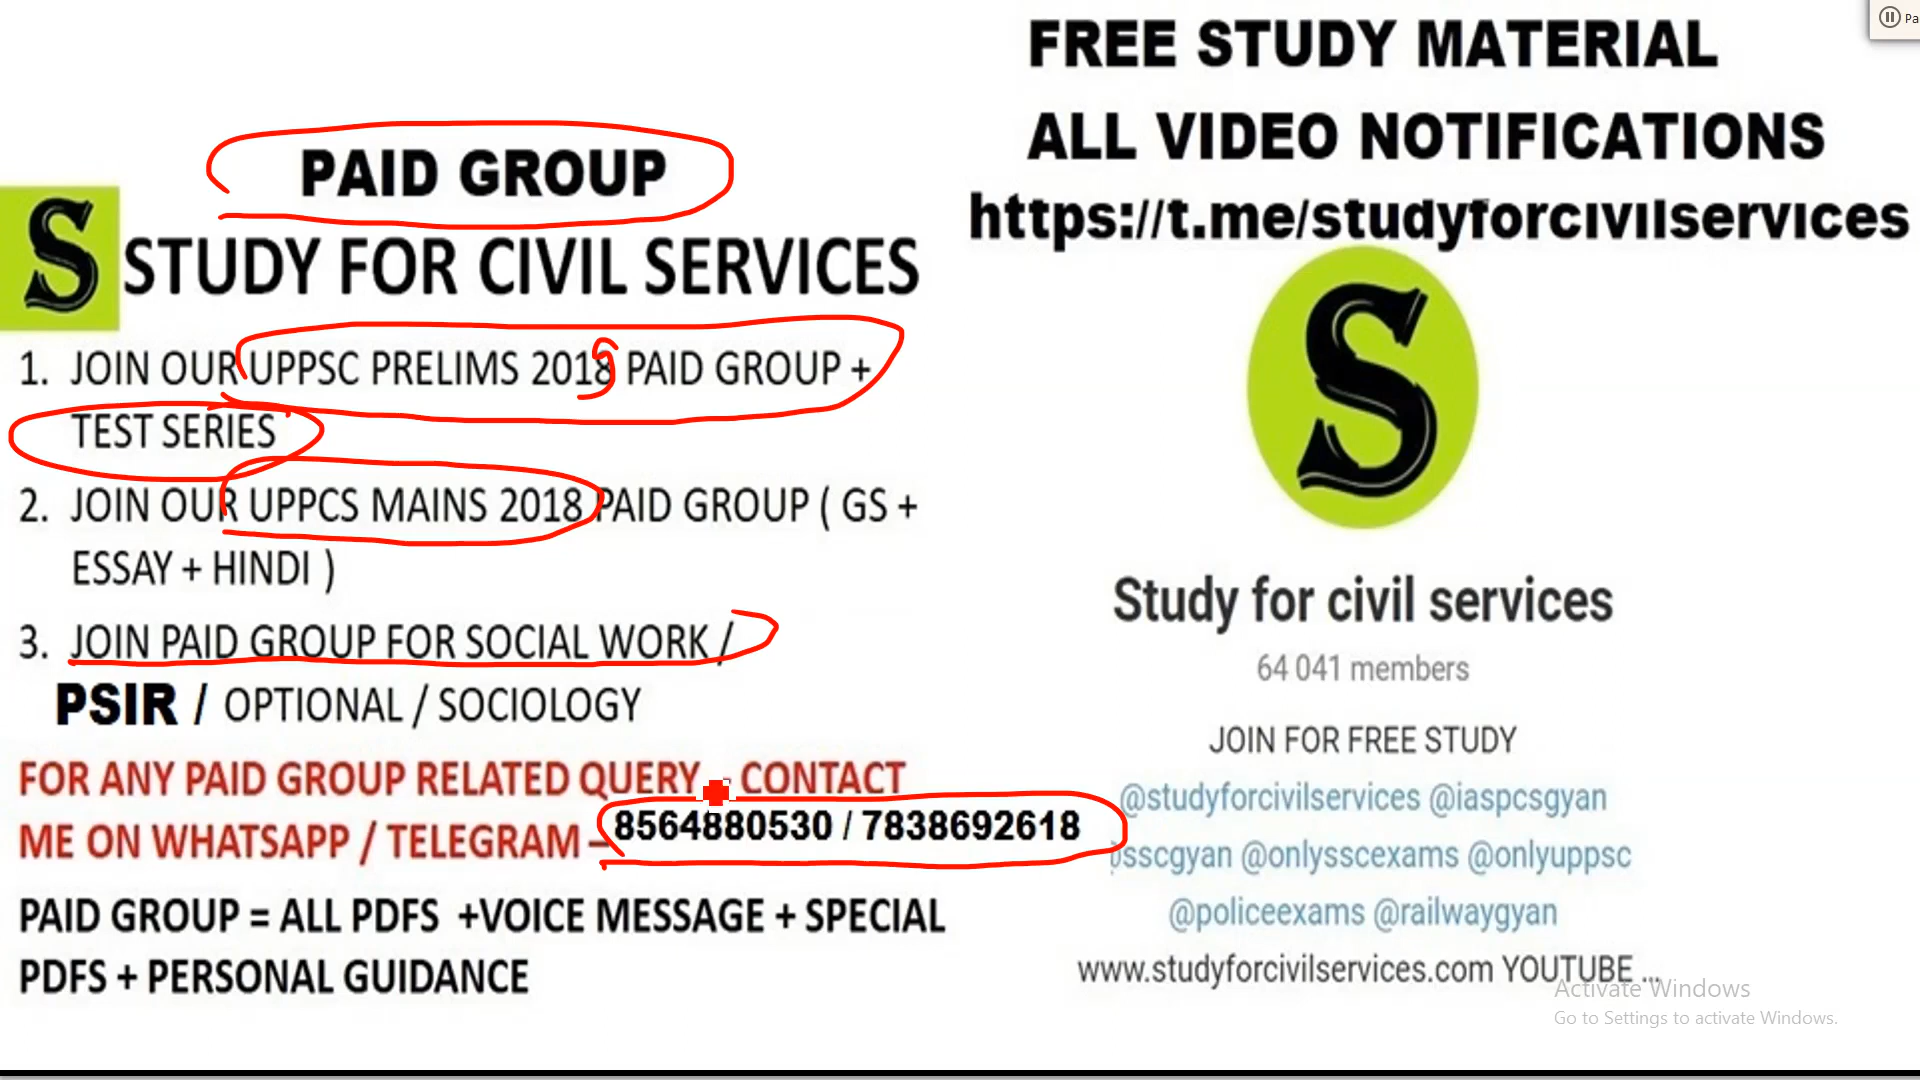 PAID GROUP
S STUDY FOR CIVIL SERVICES
1. JOIN OUR UPPSC PRELIMS 2018 PAID GROUP +
TEST SERIES
2. JOIN OUR UPPCS MAINS 2018 PAID GROUP ( GS +
ESSAY + HINDI )
3. JOIN PAID GROUP FOR SOCIAL WORK /
PSIR / OPTIONAL / SOCIOLOGY
FOR ANY PAID GROUP RELATED QUERY - CONTACT
ME ON WHATSAPP / TELEGRAM – 8564880530 / 7838692618
PAID GROUP = ALL PDFS +VOICE MESSAGE + SPECIAL
PDFS + PERSONAL GUIDANCE
FREE STUDY MATERIAL
ALL VIDEO NOTIFICATIONS
https://t.me/studyforcivilservices
S
Study for civil services
64 041 members
JOIN FOR FREE STUDY
@studyforcivilservices @iaspcsgyan
@sscgyan @onlysscexams @onlyuppsc
@policeexams @railwaygyan
www.studyforcivilservices.com YOUTUBE ...
Activate Windows
Go to Settings to activate Windows.